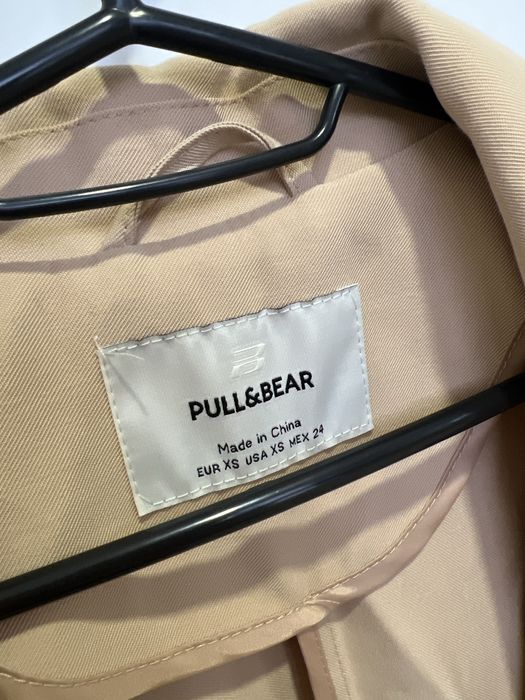 PULL&BEAR
Made in China
EUR XS USA XS MEX 24